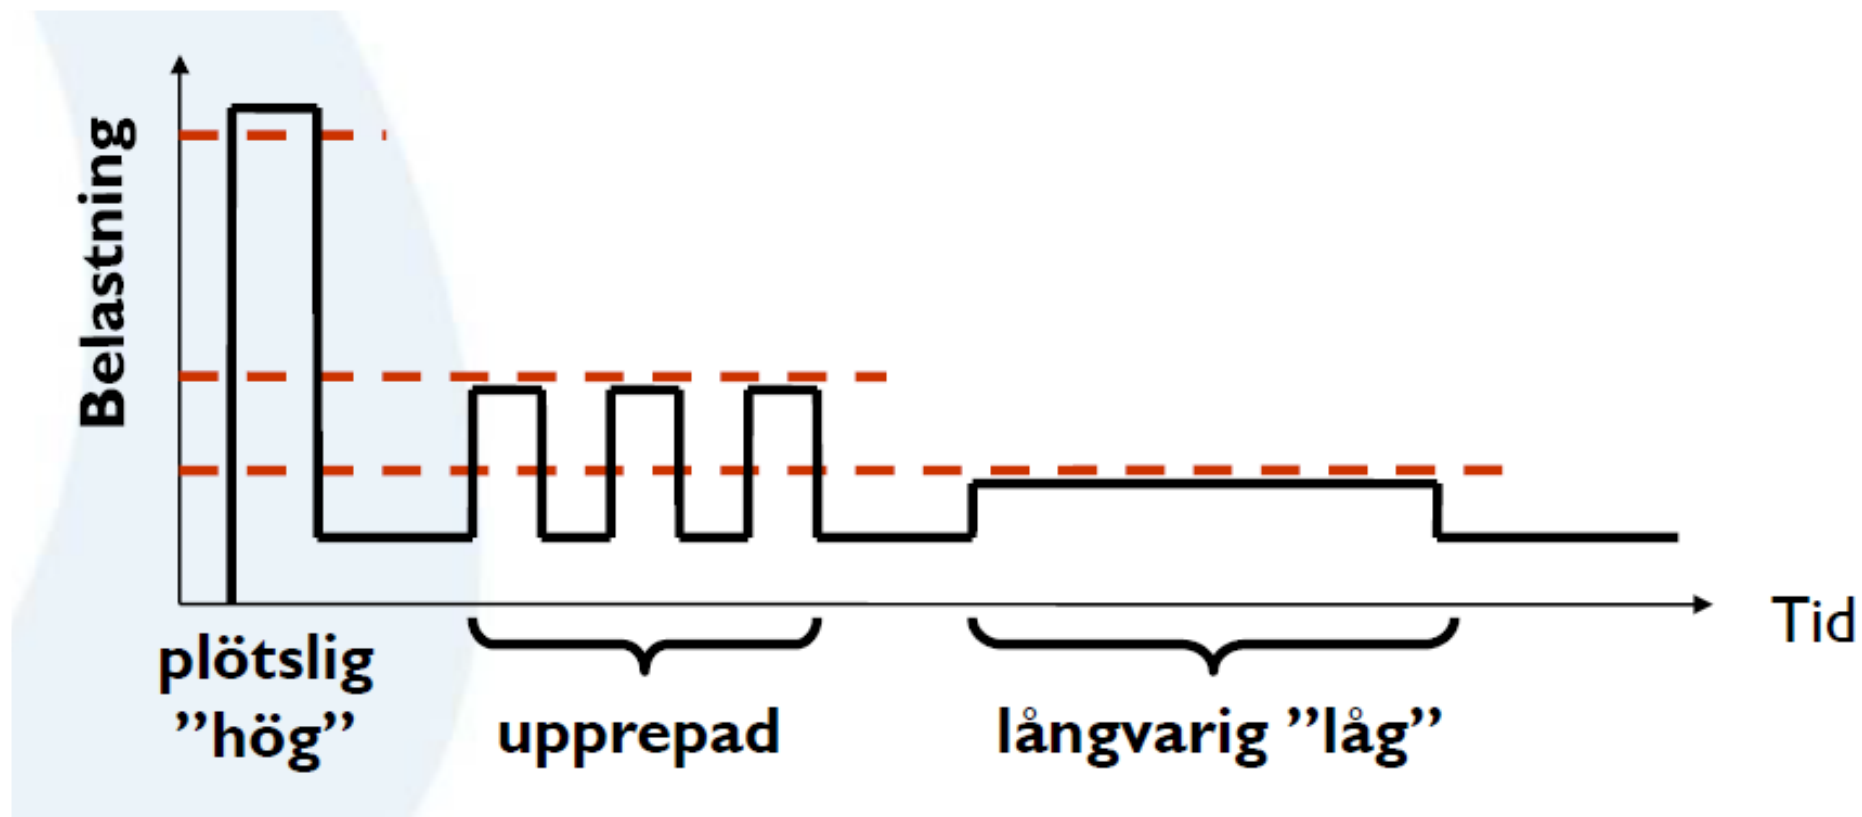 Belastning
Tid
plötslig
”hög”
upprepad
långvarig ”låg”